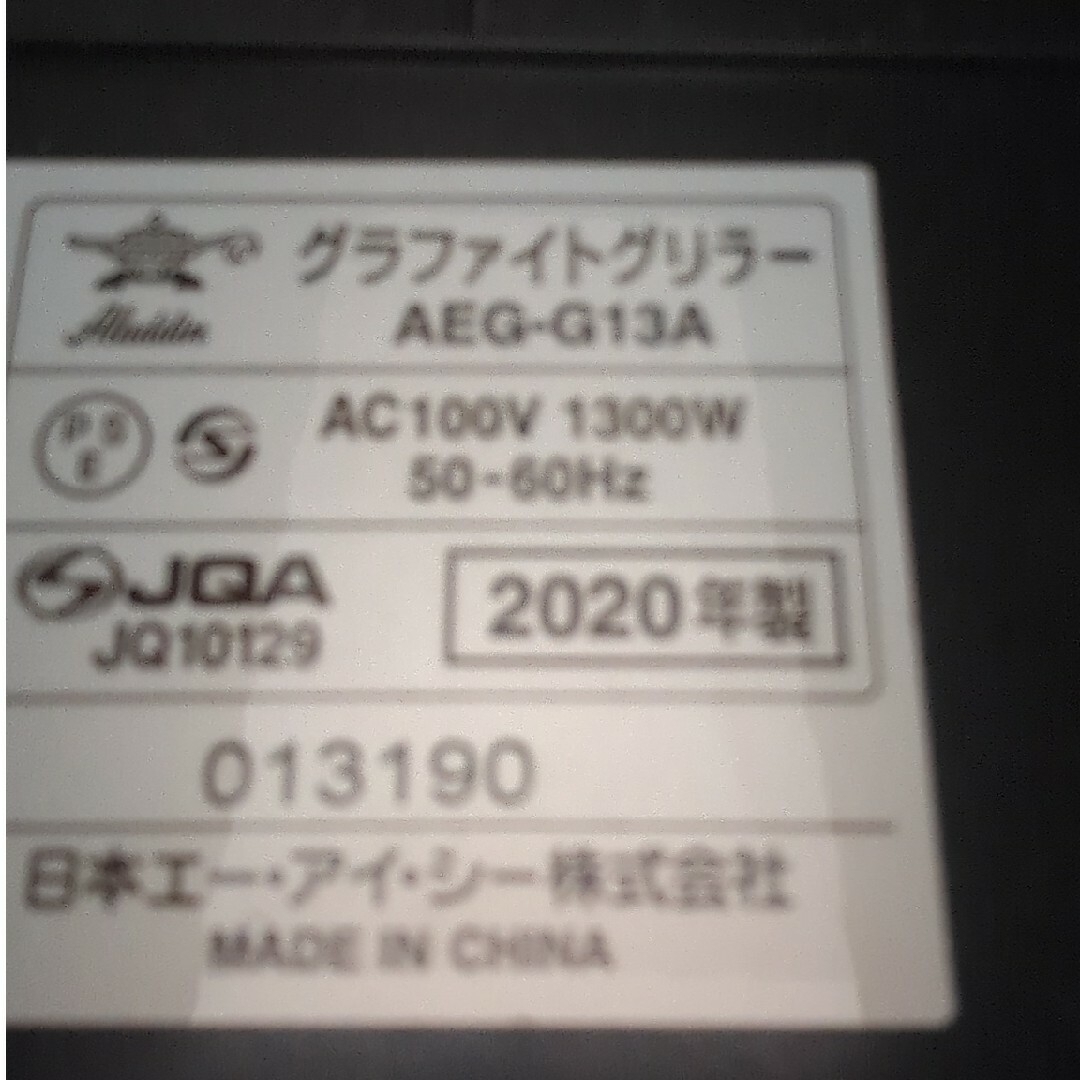 グラファイトグリラー
Aladdin
AEG-G13A
PSE
AC100V 1300W
50-60Hz
JQA
JQ10129
2020年製
013190
日本エー・アイ・シー株式会社
MADE IN CHINA